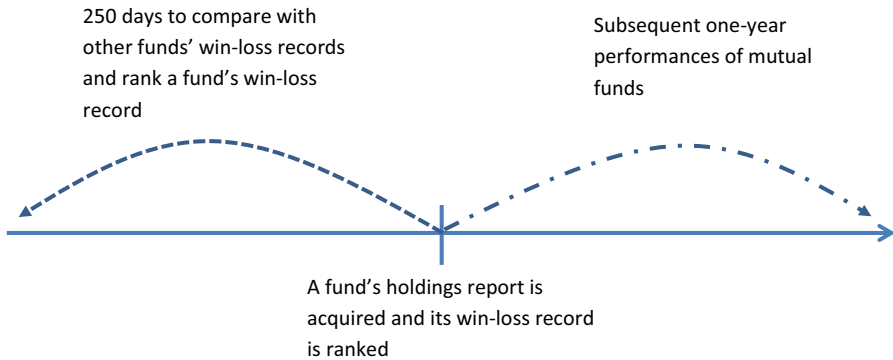 250 days to compare with
other funds’ win-loss records
and rank a fund’s win-loss
record
Subsequent one-year
performances of mutual
funds
A fund’s holdings report is
acquired and its win-loss record
is ranked